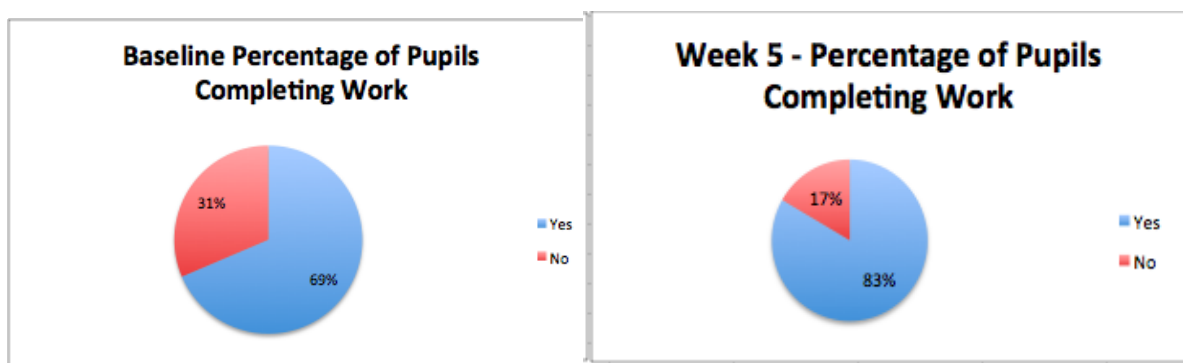 Baseline Percentage of Pupils
Completing Work
31%
69%
Yes
No
Week 5 - Percentage of Pupils
Completing Work
17%
83%
Yes
No